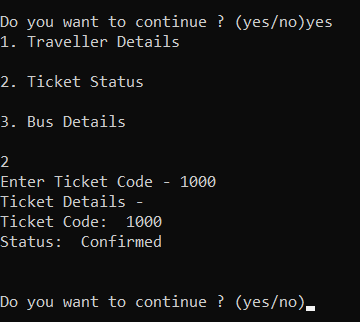 Do you want to continue ? (yes/no)yes
1. Traveller Details
2. Ticket Status
3. Bus Details
2
Enter Ticket Code - 1000
Ticket Details -
Ticket Code:  1000
Status:  Confirmed
Do you want to continue ? (yes/no)